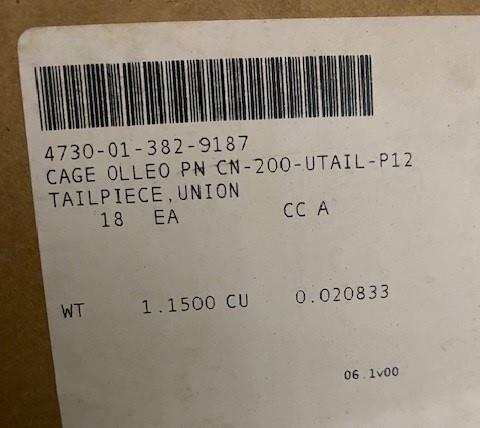 4730-01-382-9187
CAGE OLLEO PN CN-200-UTAIL-P12
TAILPIECE,UNION
18 EA CC A
WT 1.1500 CU 0.020833
06.1v00